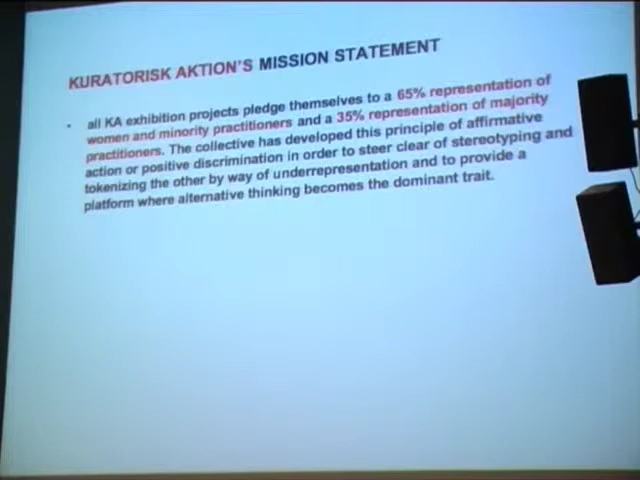 KURATORISK AKTION'S MISSION STATEMENT
• all KA exhibition projects pledge themselves to a 65% representation of
women and minority practitioners and a 35% representation of majority
practitioners. The collective has developed this principle of affirmative
action or positive discrimination in order to steer clear of stereotyping and
tokenizing the other by way of underrepresentation and to provide a
platform where alternative thinking becomes the dominant trait.